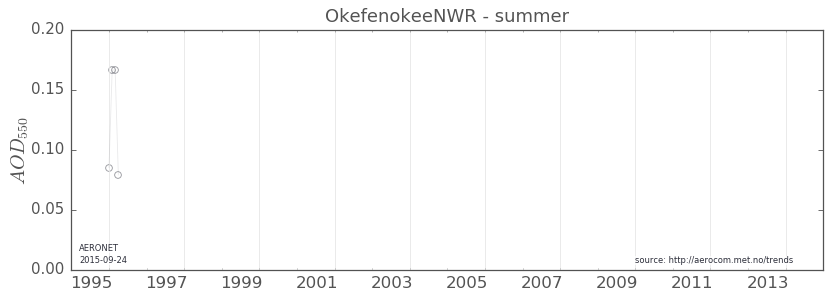 OkefenokeeNWR - summer
0.20
0.15
0.10
0.05
0.00
AOD550
AERONET
2015-09-24
source: http://aerocom.met.no/trends
1995 1997 1999 2001 2003 2005 2007 2009 2011 2013